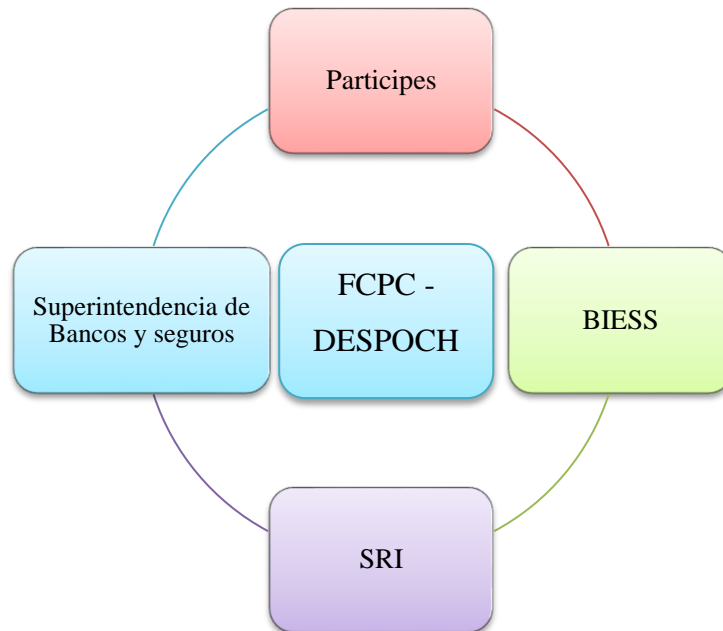 Participes
Superintendencia de
Bancos y seguros
FCPC -
DESPOCH
BIESS
SRI